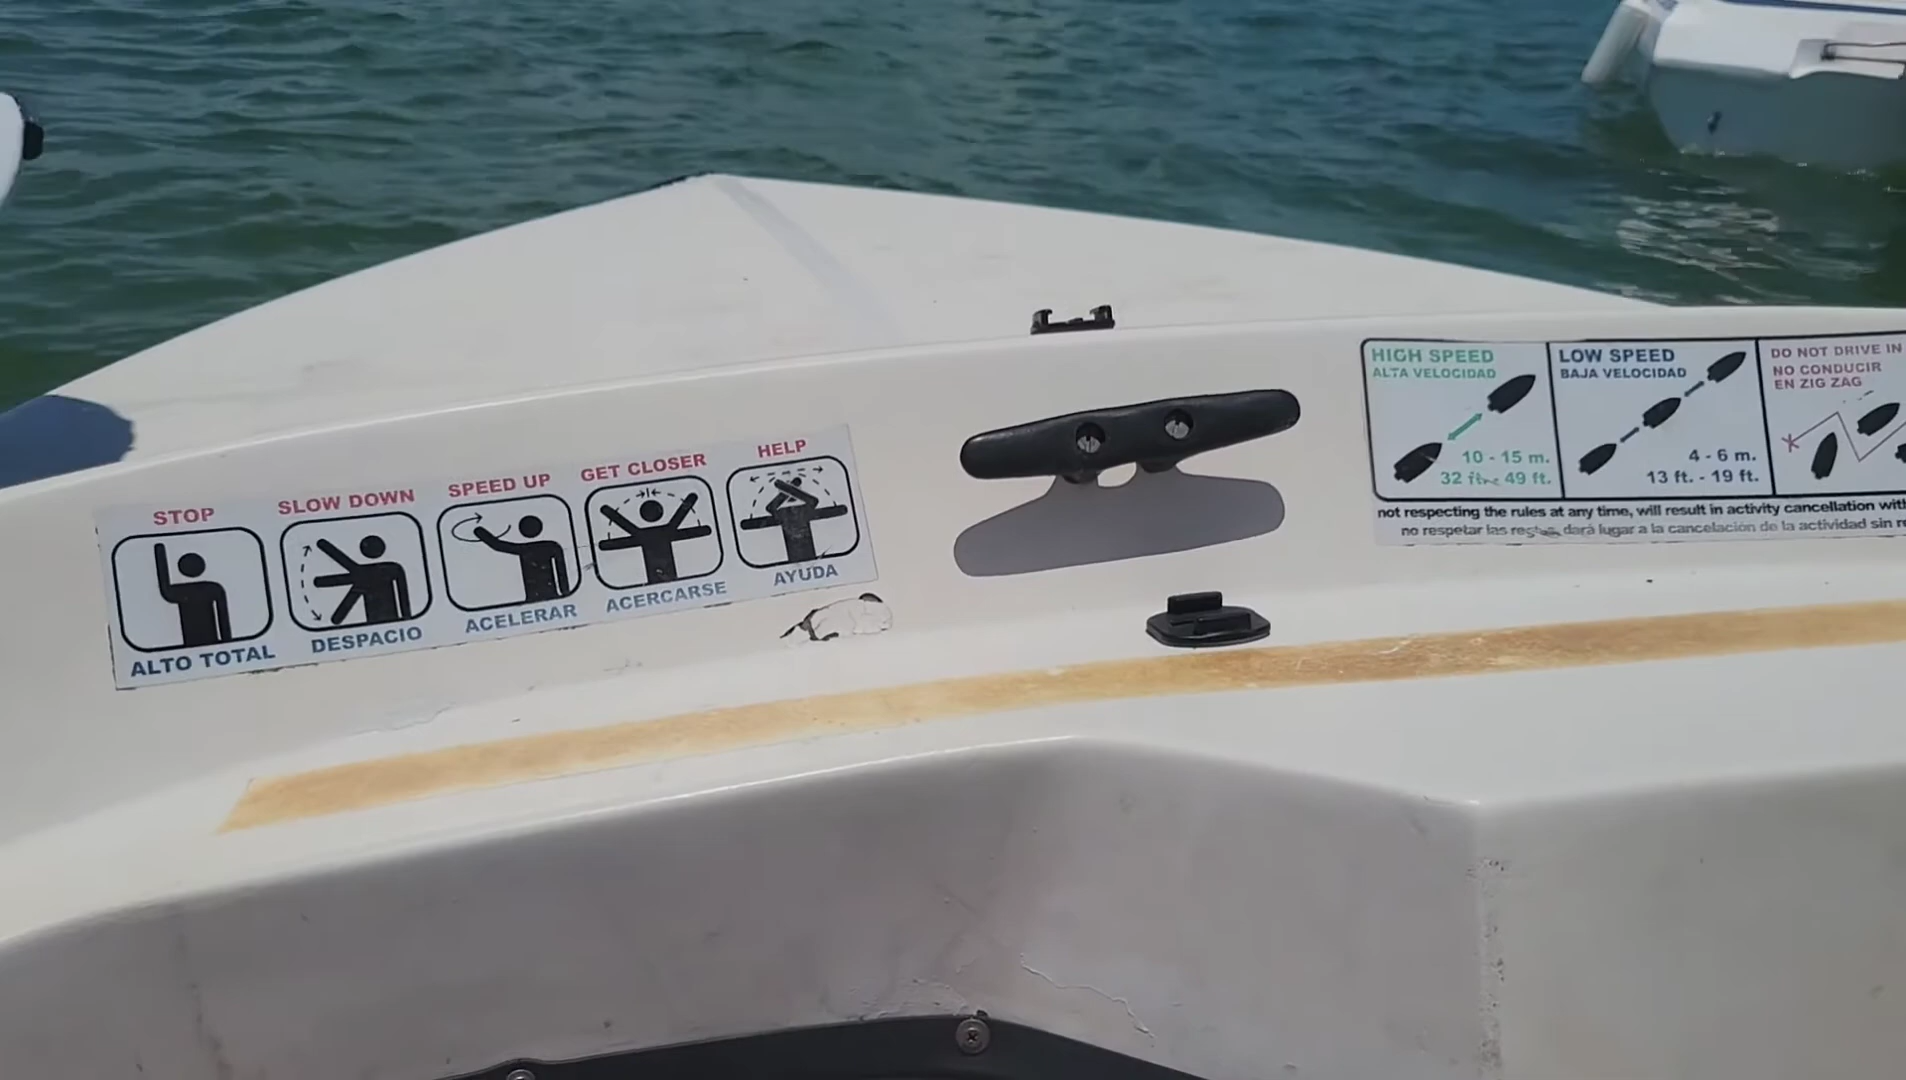 STOP
ALTO TOTAL
SLOW DOWN
DESPACIO
SPEED UP
ACELERAR
GET CLOSER
ACERCARSE
HELP
AYUDA
HIGH SPEED
ALTA VELOCIDAD
10 - 15 m.
32 49 ft.
LOW SPEED
BAJA VELOCIDAD
4 - 6 m.
13 ft. - 19 ft.
DO NOT DRIVE IN
NO CONDUCIR
EN ZIG ZAG
not respecting the rules at any time, will result in activity cancellation
no respetar las dará lugar a la cancelación de la actividad sin